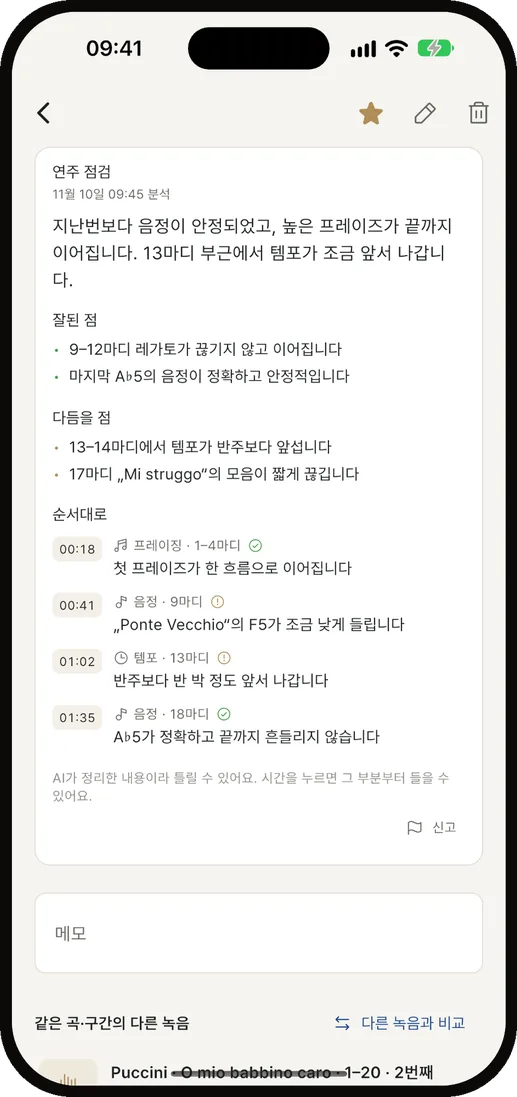 09:41
연주 점검
11월 10일 09:45 분석
지난번보다 음정이 안정되었고, 높은 프레이즈가 끝까지
이어집니다. 13마디 부근에서 템포가 조금 앞서 나갑니
다.
잘된 점
• 9–12마디 레가토가 끊기지 않고 이어집니다
• 마지막 A♭5의 음정이 정확하고 안정적입니다
다듬을 점
• 13–14마디에서 템포가 반주보다 앞섭니다
• 17마디 „Mi struggo“의 모음이 짧게 끊깁니다
순서대로
00:18 프레이징 · 1–4마디
첫 프레이즈가 한 흐름으로 이어집니다
00:41 음정 · 9마디
„Ponte Vecchio“의 F5가 조금 낮게 들립니다
01:02 템포 · 13마디
반주보다 반 박 정도 앞서 나갑니다
01:35 음정 · 18마디
A♭5가 정확하고 끝까지 흔들리지 않습니다
AI가 정리한 내용이라 틀릴 수 있어요. 시간을 누르면 그 부분부터 들을 수
있어요.
신고
메모
같은 곡·구간의 다른 녹음 다른 녹음과 비교
Puccini · O mio babbino caro · 1–20 · 2번째